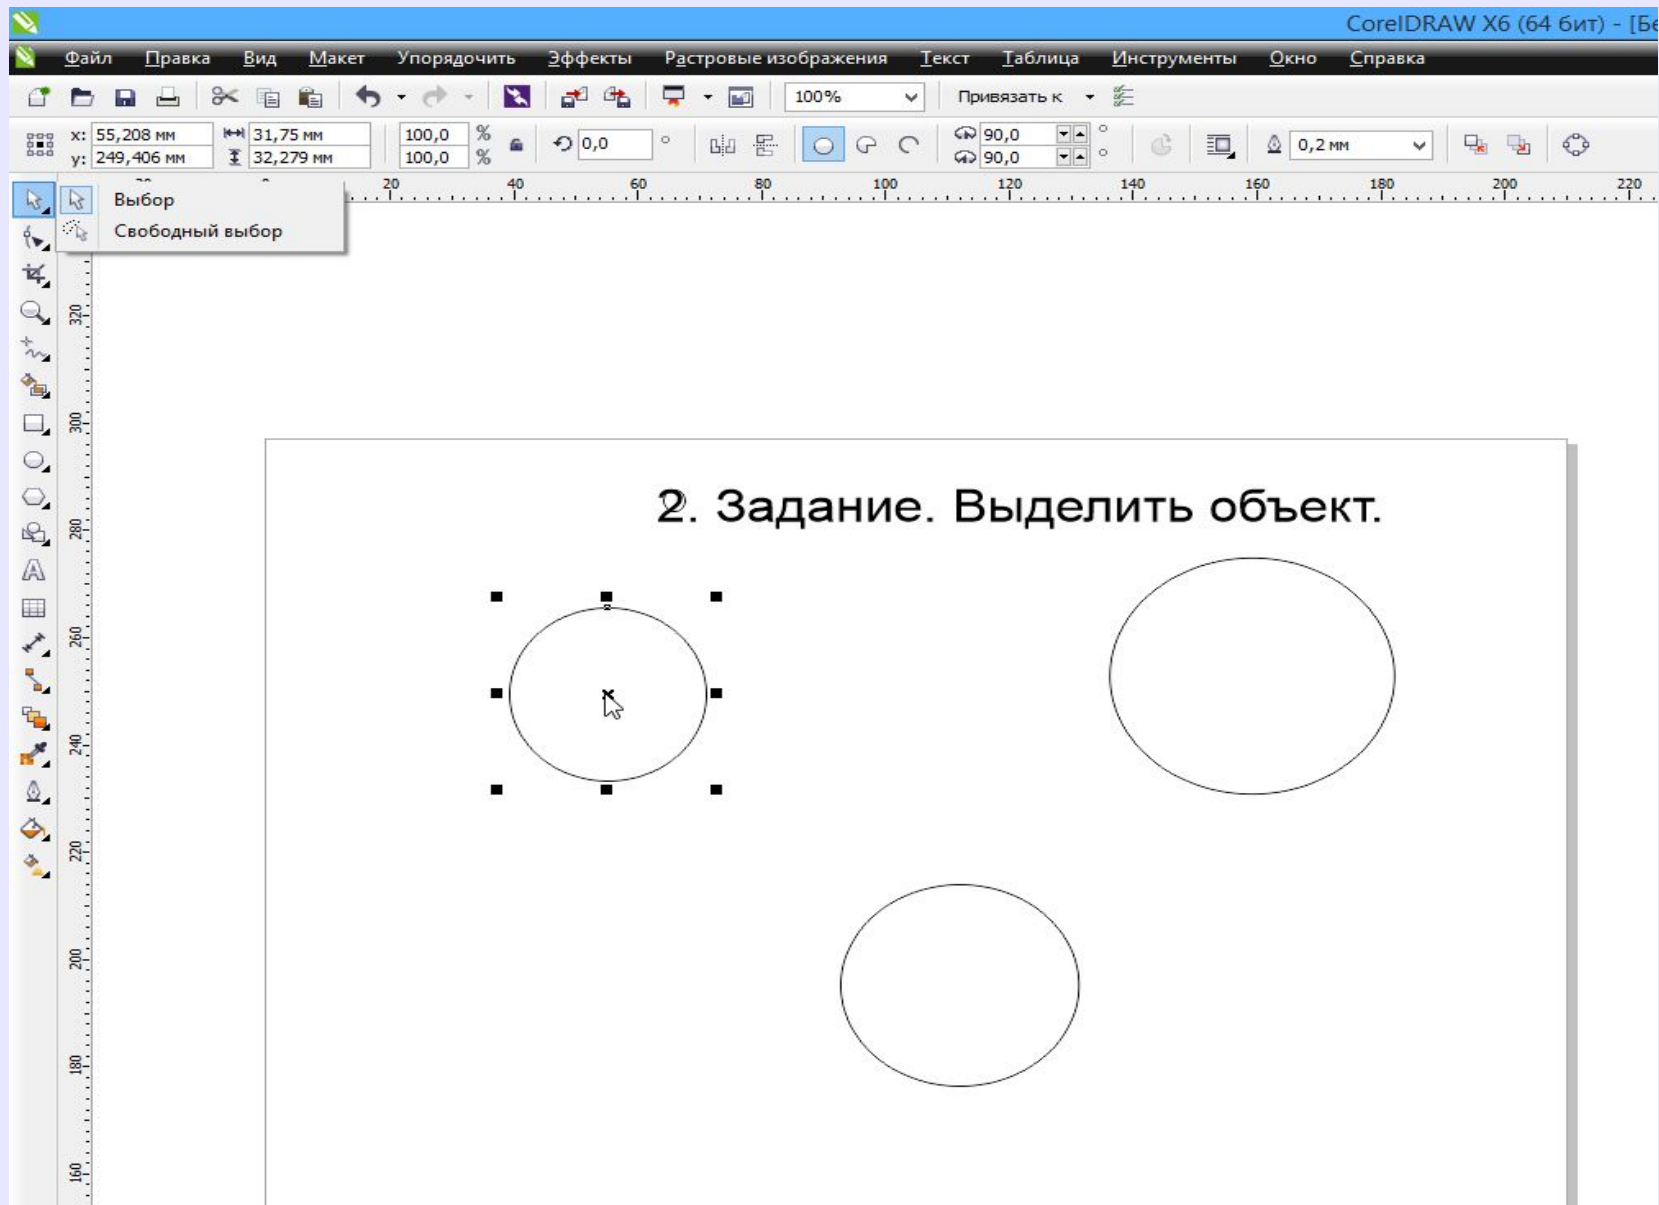 CorelDRAW X6 (64 бит) - [Бе
Файл Правка Вид Макет Упорядочить Эффекты Растровые изображения Текст Таблица Инструменты Окно Справка
100% Привязать к
x: 55,208 мм 31,75 мм 100,0 % 0,0 ° 90,0 ° 0,2 мм
y: 249,406 мм 32,279 мм 100,0 % 90,0 °
20 40 60 80 100 120 140 160 180 200 220
Выбор
Свободный выбор
320
300
2. Задание. Выделить объект.
280
260
240
220
200
180
160